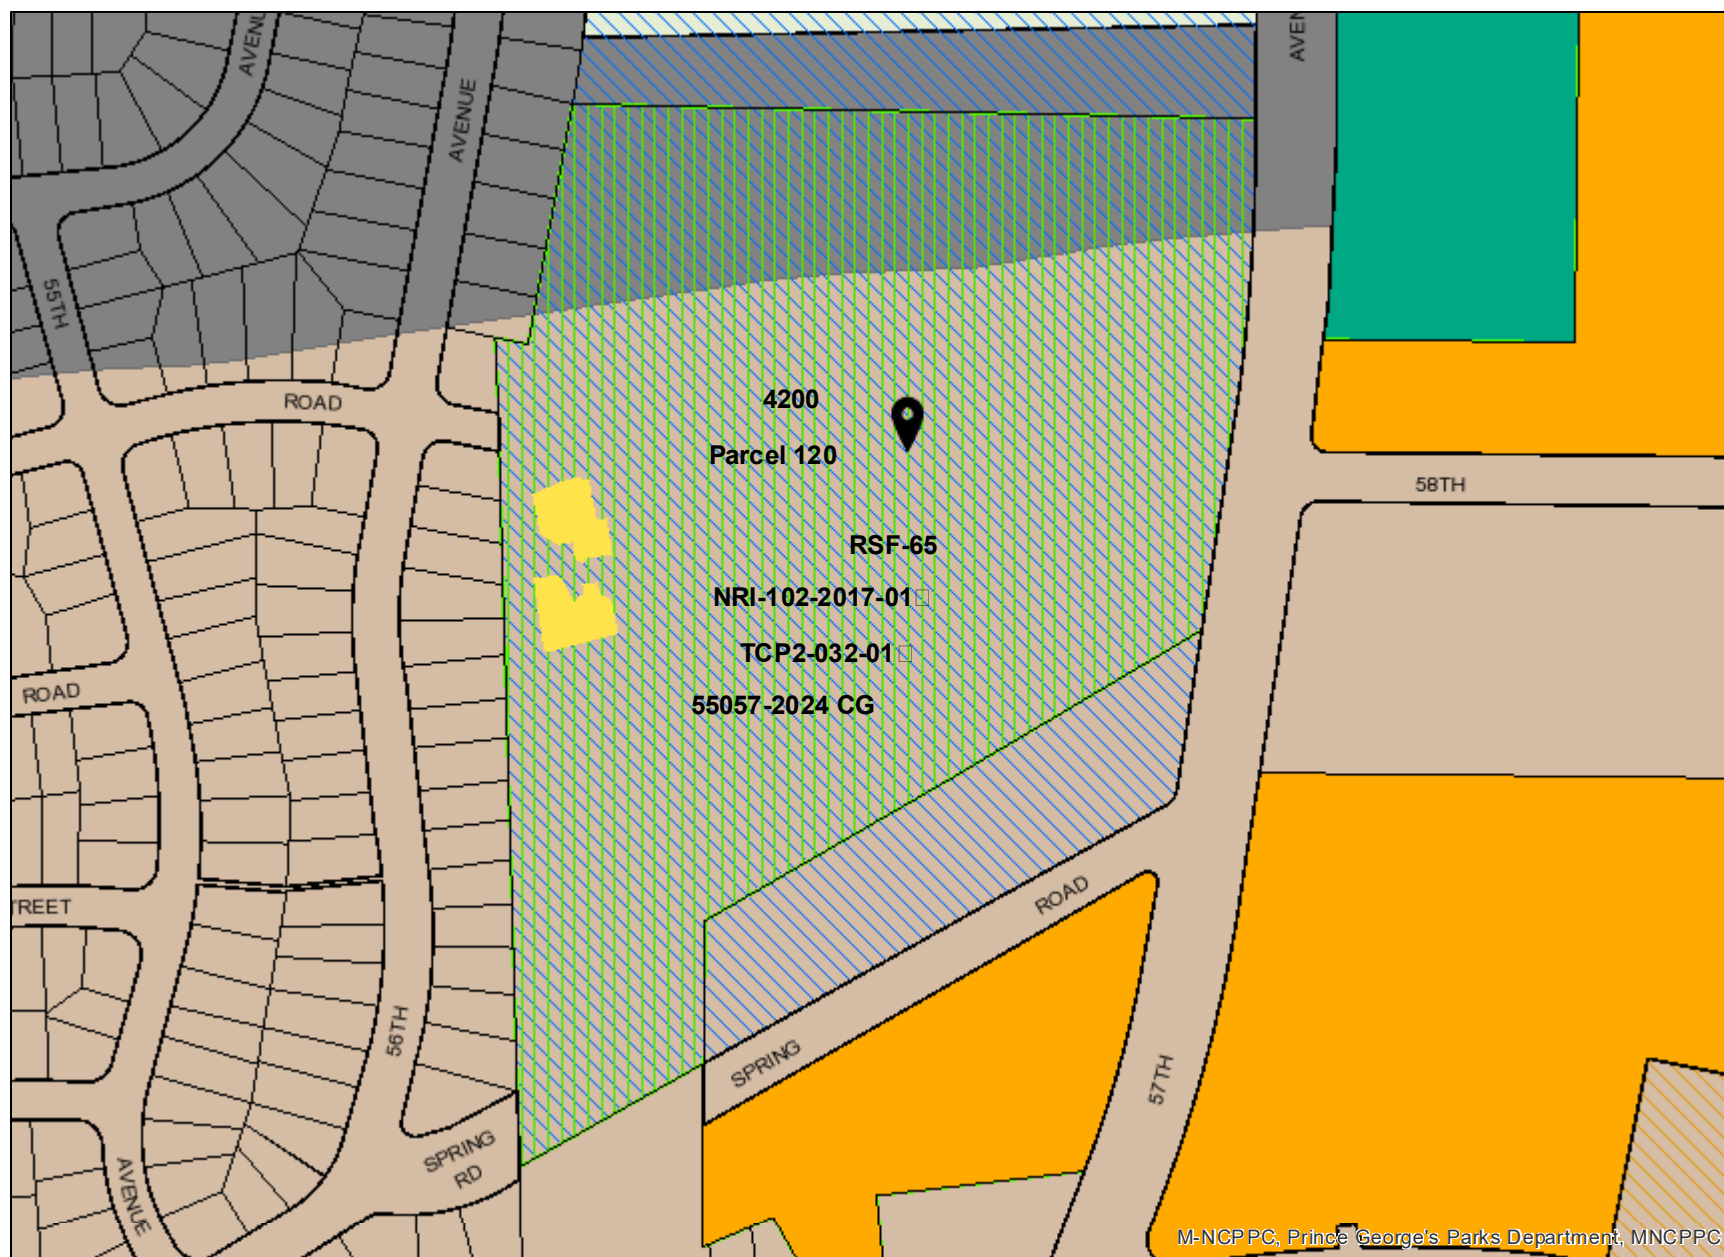 AVENU
AVENUE
AVEN
55TH
ROAD
4200
Parcel 120
58TH
RSF-65
NRI-102-2017-01
TCP2-032-01
ROAD
55057-2024 CG
ROAD
TREET
56TH
SPRING
57TH
SPRING
RD
AVENUE
M-NCPPC, Prince George's Parks Department, MNCPPC